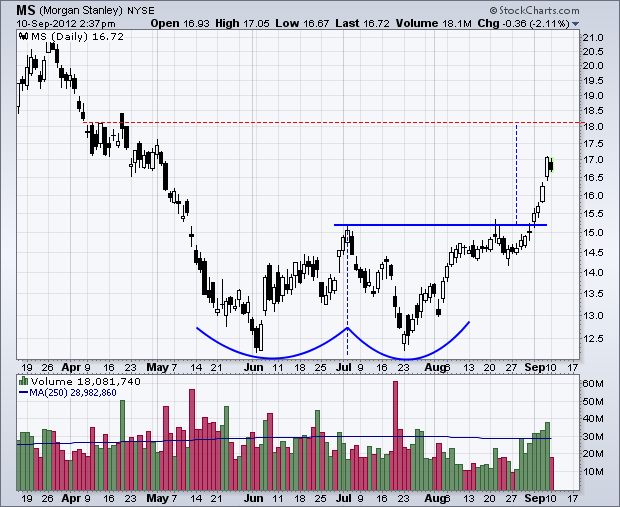 MS (Morgan Stanley) NYSE © StockCharts.com
10-Sep-2012 2:37pm Open 16.93 High 17.05 Low 16.67 Last 16.72 Volume 18.1M Chg -0.36 (-2.11%)
MS (Daily) 16.72
21.0
20.5
20.0
19.5
19.0
18.5
18.0
17.5
17.0
16.5
16.0
15.5
15.0
14.5
14.0
13.5
13.0
12.5
19 26 Apr 9 16 23 May 7 14 21 Jun 11 18 25 Jul 9 16 23 Aug 6 13 20 27 Sep 10 17
Volume 18,081,740
MA(250) 28,982,860
60M
50M
40M
30M
20M
10M
19 26 Apr 9 16 23 May 7 14 21 Jun 11 18 25 Jul 9 16 23 Aug 6 13 20 27 Sep 10 17